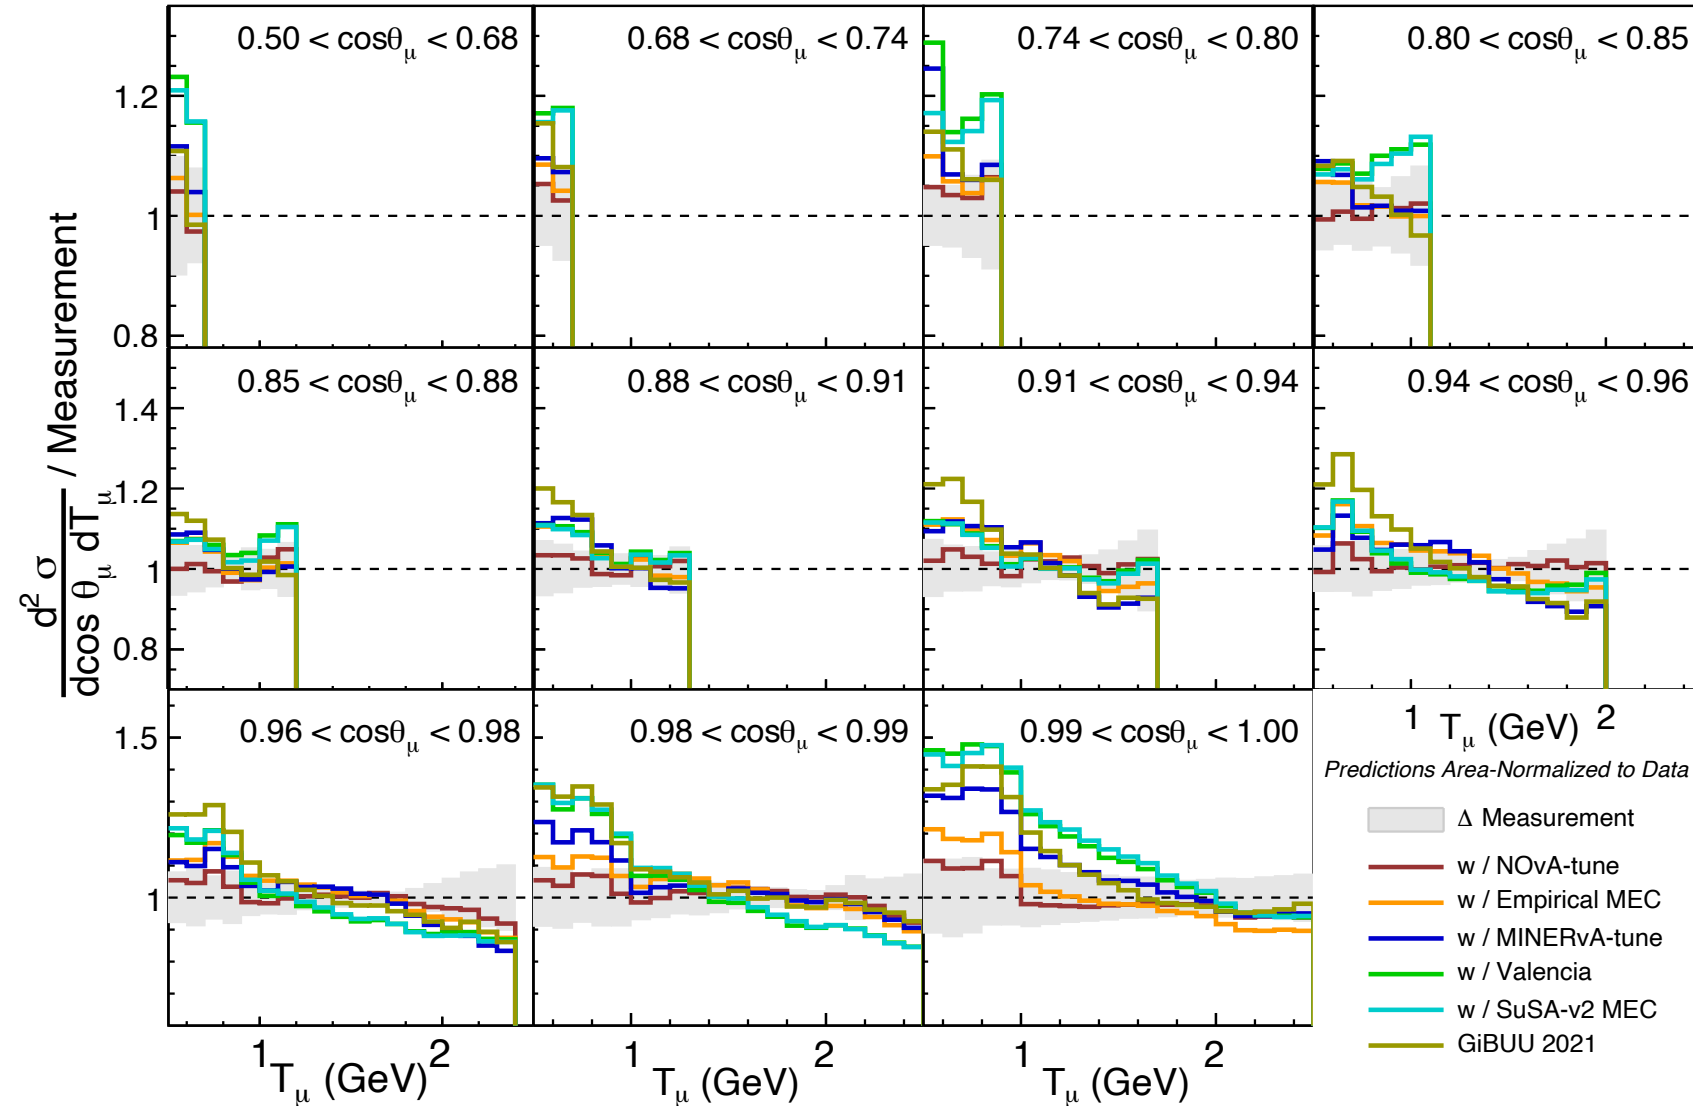 d² σ
dcos θμ dTμ / Measurement
0.50 < cosθμ < 0.68
0.68 < cosθμ < 0.74
0.74 < cosθμ < 0.80
0.80 < cosθμ < 0.85
1.2
1
0.8
0.85 < cosθμ < 0.88
0.88 < cosθμ < 0.91
0.91 < cosθμ < 0.94
0.94 < cosθμ < 0.96
1.4
1.2
1
0.8
0.96 < cosθμ < 0.98
0.98 < cosθμ < 0.99
0.99 < cosθμ < 1.00
1.5
1
1 2
Tμ (GeV)
1 2
Tμ (GeV)
1 2
Tμ (GeV)
1 Tμ (GeV) 2
Predictions Area-Normalized to Data
Δ Measurement
w / NOvA-tune
w / Empirical MEC
w / MINERvA-tune
w / Valencia
w / SuSA-v2 MEC
GiBUU 2021